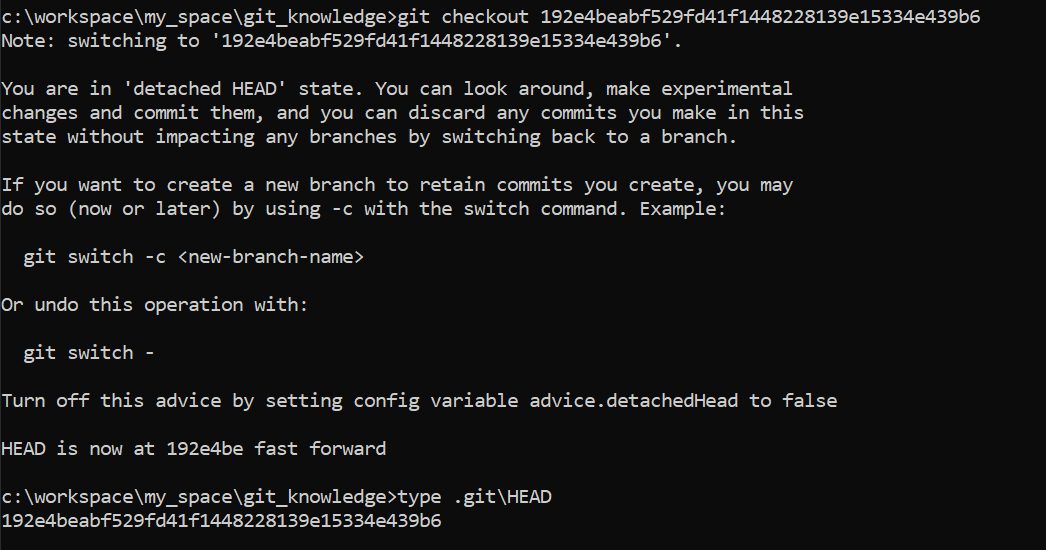 c:\workspace\my_space\git_knowledge>git checkout 192e4beabf529fd41f1448228139e15334e439b6
Note: switching to '192e4beabf529fd41f1448228139e15334e439b6'.
You are in 'detached HEAD' state. You can look around, make experimental
changes and commit them, and you can discard any commits you make in this
state without impacting any branches by switching back to a branch.
If you want to create a new branch to retain commits you create, you may
do so (now or later) by using -c with the switch command. Example:
git switch -c <new-branch-name>
Or undo this operation with:
git switch -
Turn off this advice by setting config variable advice.detachedHead to false
HEAD is now at 192e4be fast forward
c:\workspace\my_space\git_knowledge>type .git\HEAD
192e4beabf529fd41f1448228139e15334e439b6